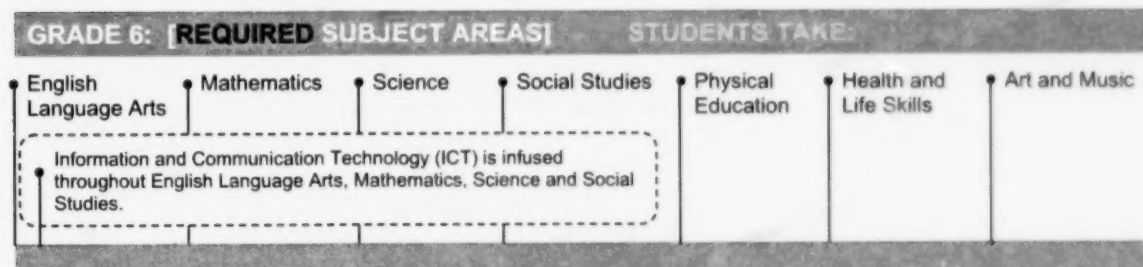 GRADE 6: [REQUIRED SUBJECT AREAS] STUDENTS TAKE:
English
Language Arts
Mathematics
Science
Social Studies
Physical
Education
Health and
Life Skills
Art and Music
Information and Communication Technology (ICT) is infused
throughout English Language Arts, Mathematics, Science and Social
Studies.